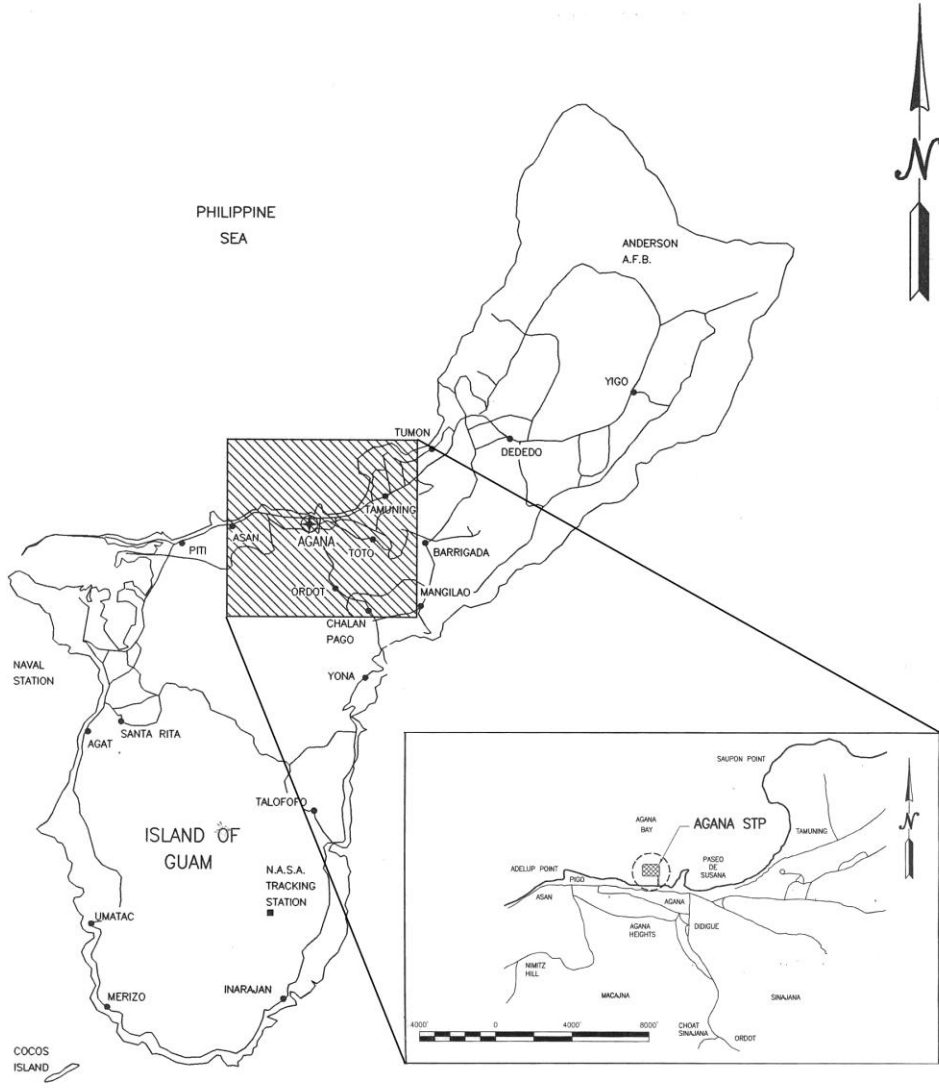 N
PHILIPPINE
SEA
ANDERSON
A.F.B.
YIGO
TUMON
DEDEDO
TAMUNING
ASAN
AGANA
PITI
TOTO
BARRIGADA
ORDOT
MANGILAO
CHALAN
PAGO
NAVAL
STATION
YONA
SANTA RITA
AGAT
TALOFOFO
ISLAND OF
GUAM
N.A.S.A.
TRACKING
STATION
UMATAC
MERIZO
INARAJAN
COCOS
ISLAND
SAUPON POINT
N
AGANA
BAY
AGANA STP
TAMUNING
ADELUP POINT
PASEO
DE
SUSANA
PIGO
ASAN
AGANA
AGANA
HEIGHTS
DIDIGUE
NIMITZ
HILL
MACAJNA
SINAJANA
4000' 0 4000' 8000'
CHOAT
SINAJANA
ORDOT